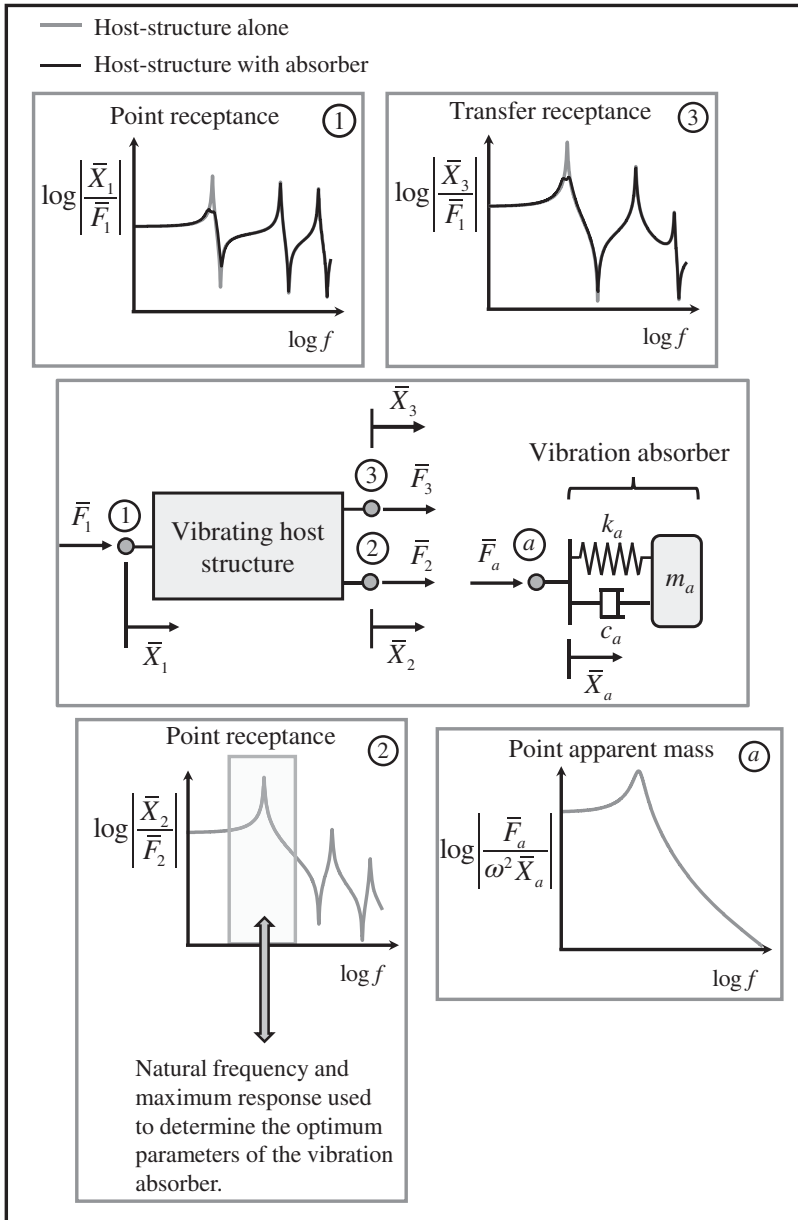 Host-structure alone
Host-structure with absorber
Point receptance
1
log|X̅₁/F̅₁|
log f
Transfer receptance
3
log|X̅₃/F̅₁|
log f
X̅₃
3
F̅₃
F̅₁
1
Vibrating host
structure
2
F̅₂
X̅₁
X̅₂
Vibration absorber
F̅ₐ
a
kₐ
mₐ
cₐ
X̅ₐ
Point receptance
2
log|X̅₂/F̅₂|
log f
Natural frequency and
maximum response used
to determine the optimum
parameters of the vibration
absorber.
Point apparent mass
a
log|F̅ₐ/ω²X̅ₐ|
log f